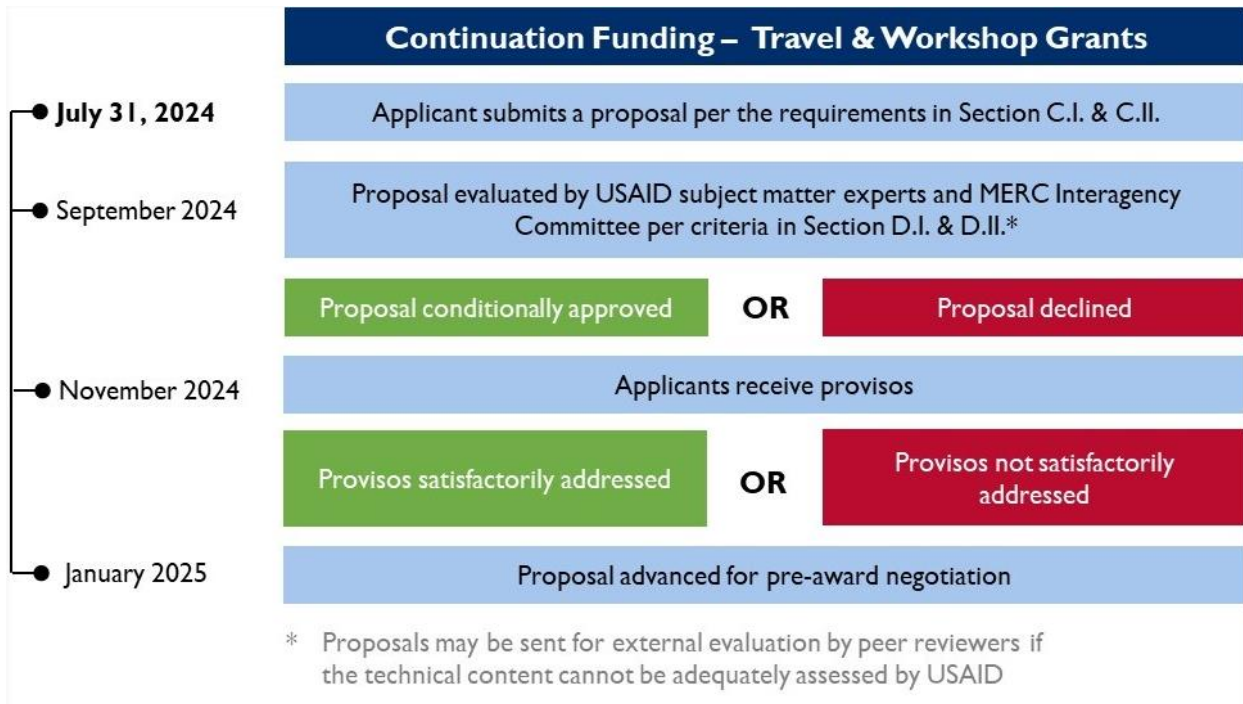 Continuation Funding – Travel & Workshop Grants
July 31, 2024
Applicant submits a proposal per the requirements in Section C.I. & C.II.
September 2024
Proposal evaluated by USAID subject matter experts and MERC Interagency
Committee per criteria in Section D.I. & D.II.*
Proposal conditionally approved
OR
Proposal declined
November 2024
Applicants receive provisos
Provisos satisfactorily addressed
OR
Provisos not satisfactorily
addressed
January 2025
Proposal advanced for pre-award negotiation
* Proposals may be sent for external evaluation by peer reviewers if
the technical content cannot be adequately assessed by USAID